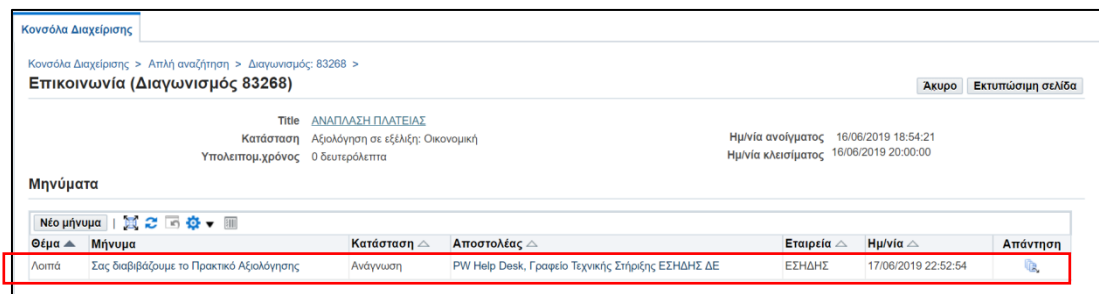 Κονσόλα Διαχείρισης
Κονσόλα Διαχείρισης > Απλή αναζήτηση > Διαγωνισμός: 83268 >
Επικοινωνία (Διαγωνισμός 83268)
Άκυρο Εκτυπώσιμη σελίδα
Title ΑΝΑΠΛΑΣΗ ΠΛΑΤΕΙΑΣ
Κατάσταση Αξιολόγηση σε εξέλιξη: Οικονομική
Υπολειπομ.χρόνος 0 δευτερόλεπτα
Ημ/νία ανοίγματος 16/06/2019 18:54:21
Ημ/νία κλεισίματος 16/06/2019 20:00:00
Μηνύματα
Νέο μήνυμα
Θέμα Μήνυμα Κατάσταση Αποστολέας Εταιρεία Ημ/νία Απάντηση
Λοιπά Σας διαβιβάζουμε το Πρακτικό Αξιολόγησης Ανάγνωση PW Help Desk, Γραφείο Τεχνικής Στήριξης ΕΣΗΔΗΣ ΔΕ ΕΣΗΔΗΣ 17/06/2019 22:52:54